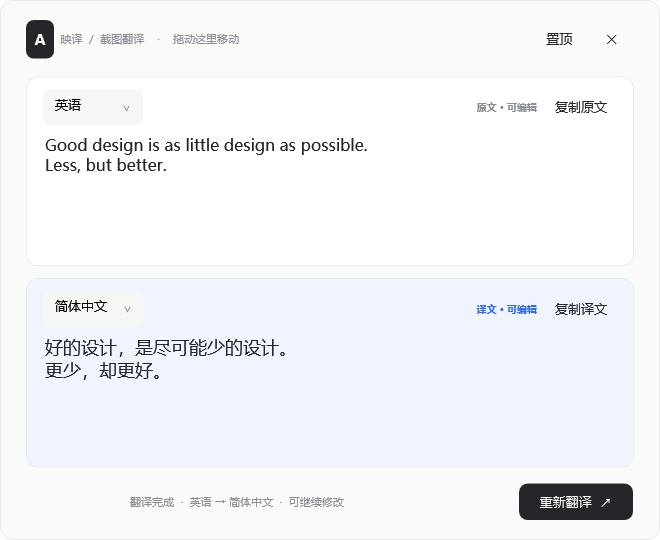 A 映译 / 截图翻译 · 拖动这里移动 置顶 ×
英语 ∨ 原文 • 可编辑 复制原文
Good design is as little design as possible.
Less, but better.
简体中文 ∨ 译文 • 可编辑 复制译文
好的设计，是尽可能少的设计。
更少，却更好。
翻译完成 · 英语 → 简体中文 · 可继续修改 重新翻译 ↗